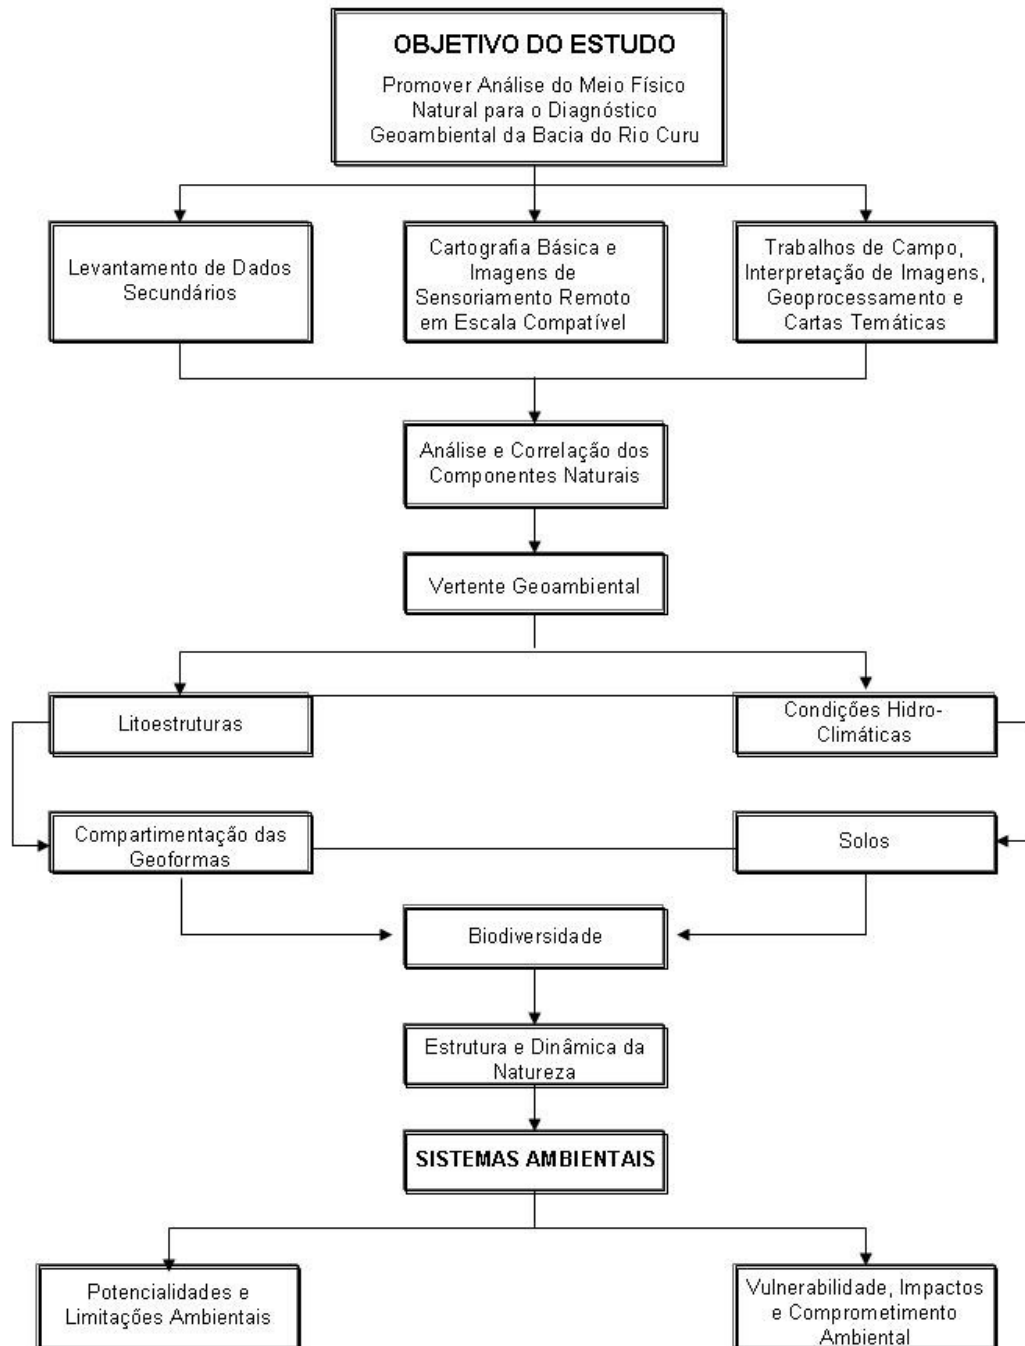 OBJETIVO DO ESTUDO
Promover Análise do Meio Físico
Natural para o Diagnóstico
Geoambiental da Bacia do Rio Curu
Levantamento de Dados
Secundários
Cartografia Básica e
Imagens de
Sensoriamento Remoto
em Escala Compatível
Trabalhos de Campo,
Interpretação de Imagens,
Geoprocessamento e
Cartas Temáticas
Análise e Correlação dos
Componentes Naturais
Vertente Geoambiental
Litoestruturas
Condições Hidro-
Climáticas
Compartimentação das
Geoformas
Solos
Biodiversidade
Estrutura e Dinâmica da
Natureza
SISTEMAS AMBIENTAIS
Potencialidades e
Limitações Ambientais
Vulnerabilidade, Impactos
e Comprometimento
Ambiental